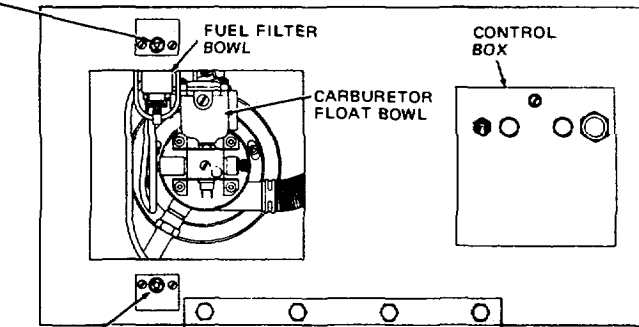 FUEL FILTER
BOWL
CONTROL
BOX
CARBURETOR
FLOAT BOWL